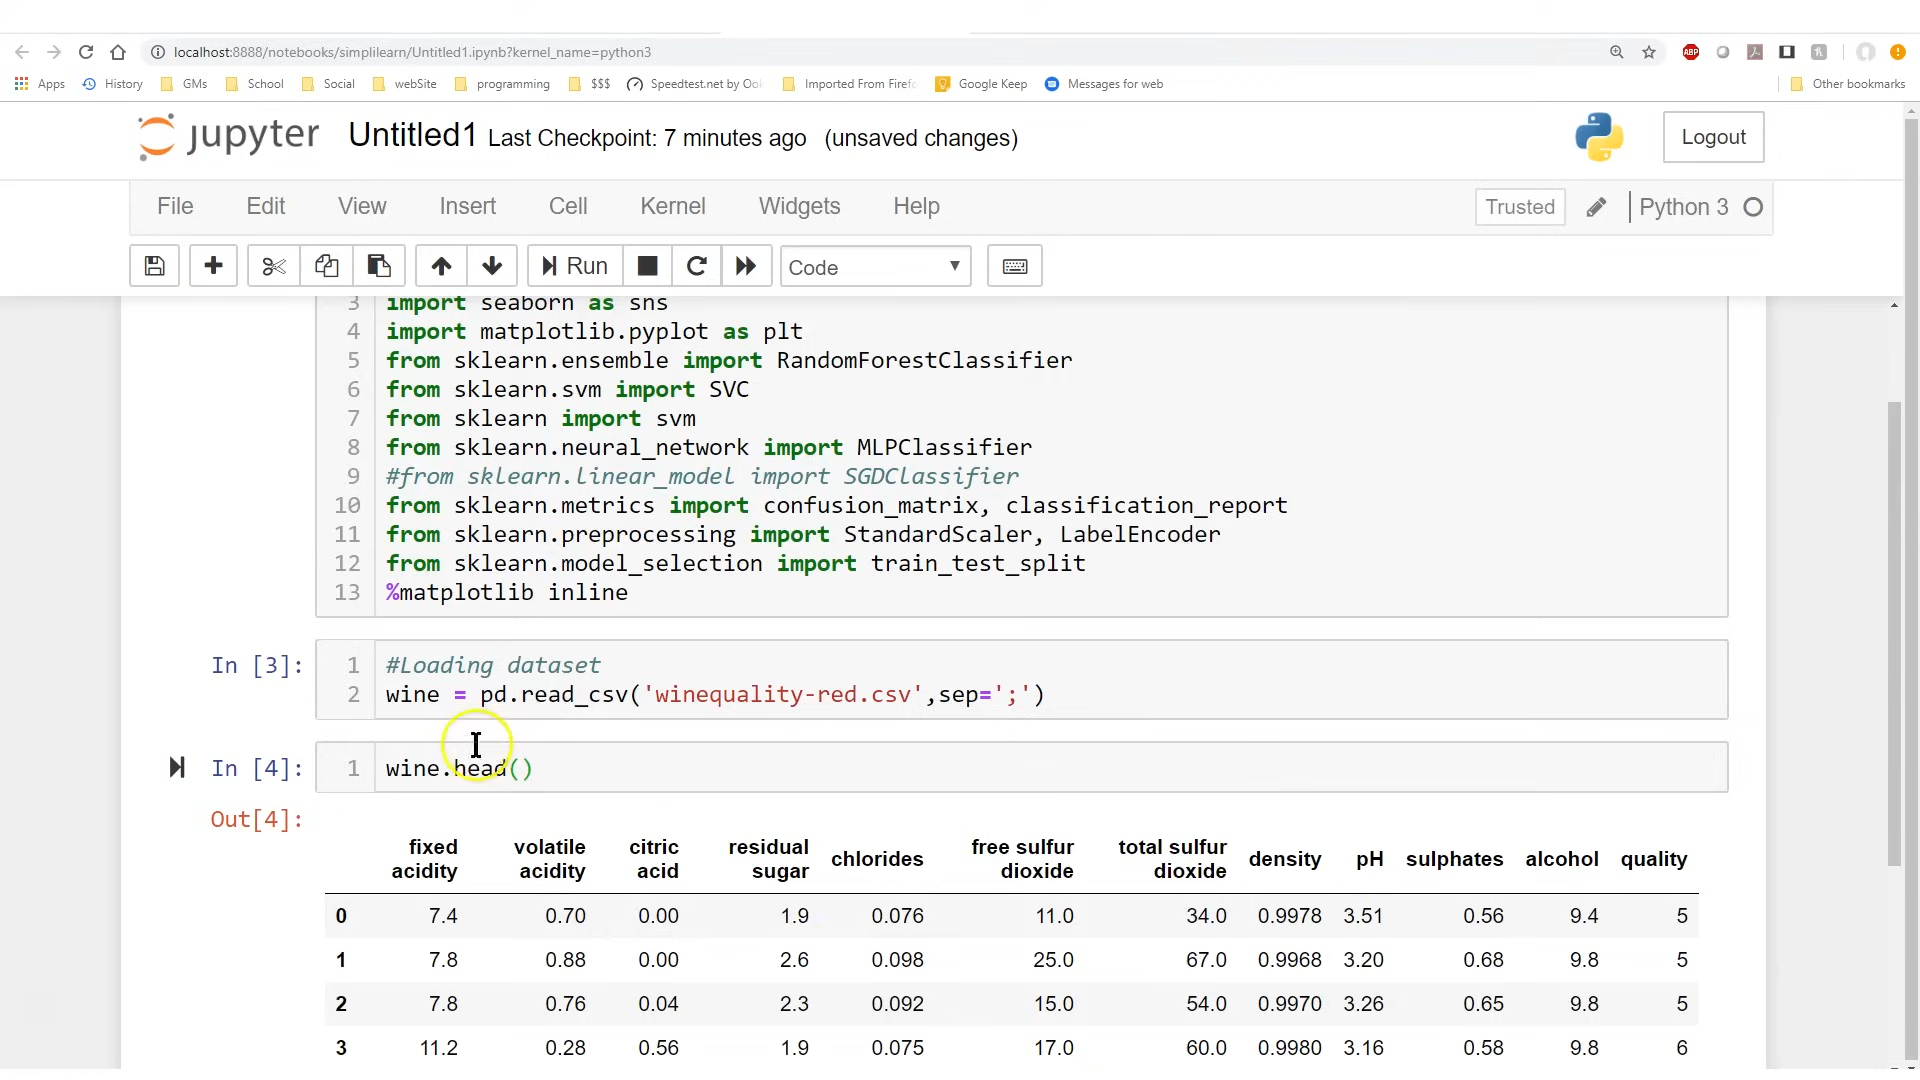 localhost:8888/notebooks/simplilearn/Untitled1.ipynb?kernel_name=python3 ABP
Apps History GMs School Social webSite programming $$$ Speedtest.net by Ool Imported From Firefo Google Keep Messages for web Other bookmarks
jupyter Untitled1 Last Checkpoint: 7 minutes ago (unsaved changes) Logout
File Edit View Insert Cell Kernel Widgets Help Trusted Python 3
Run Code
3 import seaborn as sns
4 import matplotlib.pyplot as plt
5 from sklearn.ensemble import RandomForestClassifier
6 from sklearn.svm import SVC
7 from sklearn import svm
8 from sklearn.neural_network import MLPClassifier
9 #from sklearn.linear_model import SGDClassifier
10 from sklearn.metrics import confusion_matrix, classification_report
11 from sklearn.preprocessing import StandardScaler, LabelEncoder
12 from sklearn.model_selection import train_test_split
13 %matplotlib inline
In [3]: 1 #Loading dataset
2 wine = pd.read_csv('winequality-red.csv',sep=';')
In [4]: 1 wine.head()
Out[4]:
fixed acidity volatile acidity citric acid residual sugar chlorides free sulfur dioxide total sulfur dioxide density pH sulphates alcohol quality
0 7.4 0.70 0.00 1.9 0.076 11.0 34.0 0.9978 3.51 0.56 9.4 5
1 7.8 0.88 0.00 2.6 0.098 25.0 67.0 0.9968 3.20 0.68 9.8 5
2 7.8 0.76 0.04 2.3 0.092 15.0 54.0 0.9970 3.26 0.65 9.8 5
3 11.2 0.28 0.56 1.9 0.075 17.0 60.0 0.9980 3.16 0.58 9.8 6